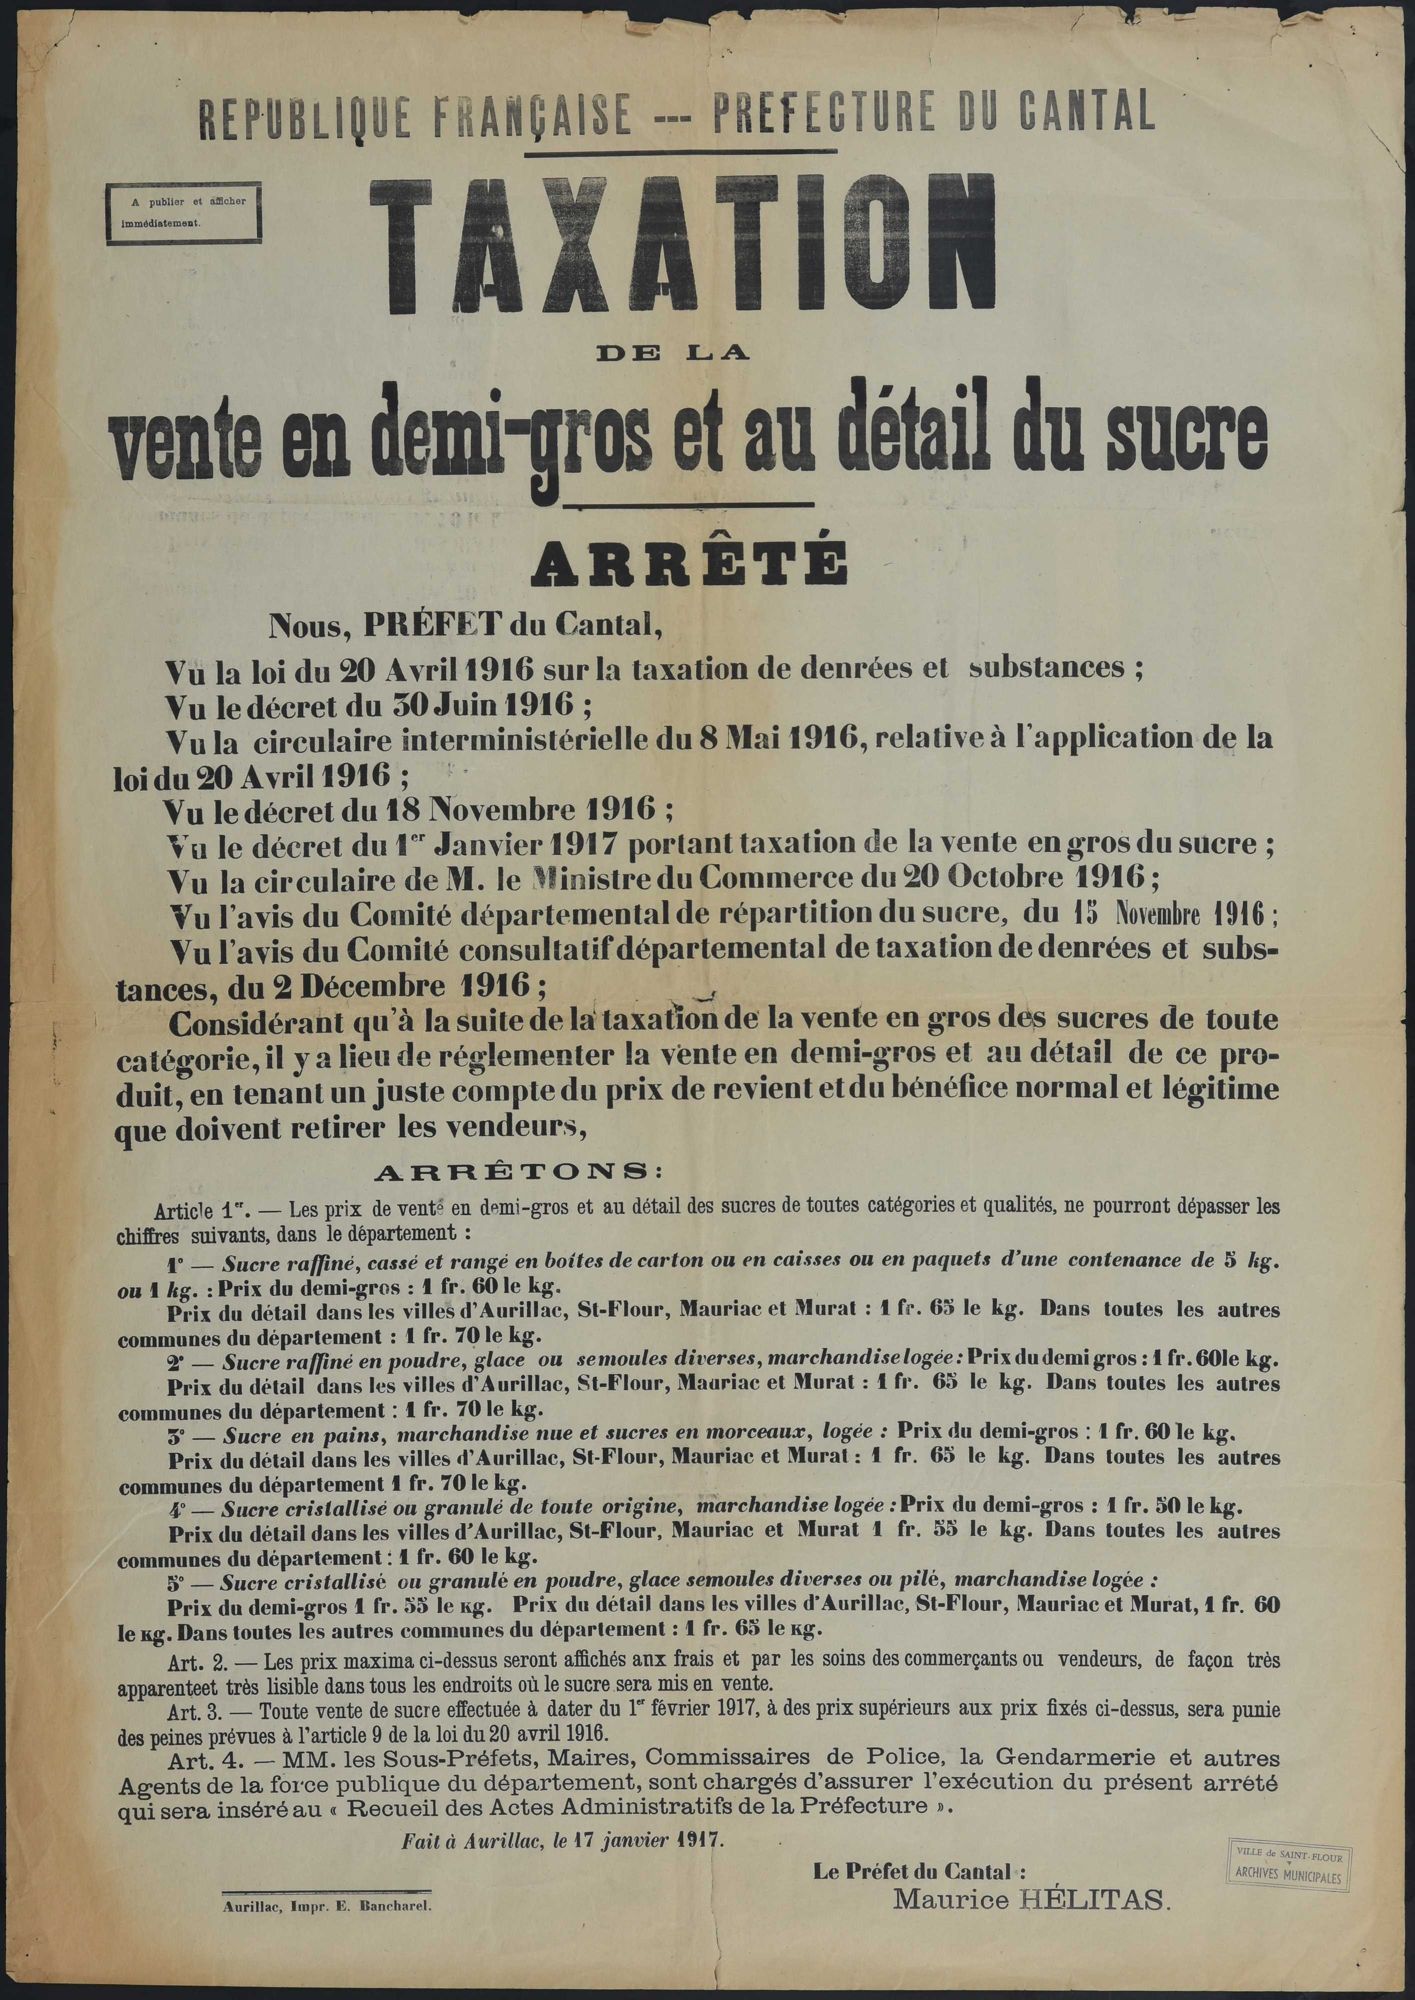 REPUBLIQUE FRANÇAISE --- PREFECTURE DU CANTAL
A publier et afficher
immédiatement.
TAXATION
DE LA
vente en demi-gros et au détail du sucre
ARRÊTÉ
Nous, PRÉFET du Cantal,
Vu la loi du 20 Avril 1916 sur la taxation de denrées et substances ;
Vu le décret du 30 Juin 1916 ;
Vu la circulaire interministérielle du 8 Mai 1916, relative à l'application de la
loi du 20 Avril 1916 ;
Vu le décret du 18 Novembre 1916 ;
Vu le décret du 1er Janvier 1917 portant taxation de la vente en gros du sucre ;
Vu la circulaire de M. le Ministre du Commerce du 20 Octobre 1916 ;
Vu l'avis du Comité départemental de répartition du sucre, du 15 Novembre 1916 ;
Vu l'avis du Comité consultatif départemental de taxation de denrées et subs-
tances, du 2 Décembre 1916 ;
Considérant qu'à la suite de la taxation de la vente en gros des sucres de toute
catégorie, il y a lieu de réglementer la vente en demi-gros et au détail de ce pro-
duit, en tenant un juste compte du prix de revient et du bénéfice normal et légitime
que doivent retirer les vendeurs,
ARRÊTONS :
Article 1er. — Les prix de vente en demi-gros et au détail des sucres de toutes catégories et qualités, ne pourront dépasser les
chiffres suivants, dans le département :
1° — Sucre raffiné, cassé et rangé en boîtes de carton ou en caisses ou en paquets d'une contenance de 5 kg.
ou 1 kg. : Prix du demi-gros : 1 fr. 60 le kg.
Prix du détail dans les villes d'Aurillac, St-Flour, Mauriac et Murat : 1 fr. 65 le kg. Dans toutes les autres
communes du département : 1 fr. 70 le kg.
2° — Sucre raffiné en poudre, glace ou semoules diverses, marchandise logée : Prix du demi gros : 1 fr. 60 le kg.
Prix du détail dans les villes d'Aurillac, St-Flour, Mauriac et Murat : 1 fr. 65 le kg. Dans toutes les autres
communes du département : 1 fr. 70 le kg.
3° — Sucre en pains, marchandise nue et sucres en morceaux, logée : Prix du demi-gros : 1 fr. 60 le kg.
Prix du détail dans les villes d'Aurillac, St-Flour, Mauriac et Murat : 1 fr. 65 le kg. Dans toutes les autres
communes du département 1 fr. 70 le kg.
4° — Sucre cristallisé ou granulé de toute origine, marchandise logée : Prix du demi-gros : 1 fr. 50 le kg.
Prix du détail dans les villes d'Aurillac, St-Flour, Mauriac et Murat 1 fr. 55 le kg. Dans toutes les autres
communes du département : 1 fr. 60 le kg.
5° — Sucre cristallisé ou granulé en poudre, glace semoules diverses ou pilé, marchandise logée :
Prix du demi-gros 1 fr. 55 le kg. Prix du détail dans les villes d'Aurillac, St-Flour, Mauriac et Murat, 1 fr. 60
le kg. Dans toutes les autres communes du département : 1 fr. 65 le kg.
Art. 2. — Les prix maxima ci-dessus seront affichés aux frais et par les soins des commerçants ou vendeurs, de façon très
apparenteet très lisible dans tous les endroits où le sucre sera mis en vente.
Art. 3. — Toute vente de sucre effectuée à dater du 1er février 1917, à des prix supérieurs aux prix fixés ci-dessus, sera punie
des peines prévues à l'article 9 de la loi du 20 avril 1916.
Art. 4. — MM. les Sous-Préfets, Maires, Commissaires de Police, la Gendarmerie et autres
Agents de la force publique du département, sont chargés d'assurer l'exécution du présent arrêté
qui sera inséré au « Recueil des Actes Administratifs de la Préfecture ».
Fait à Aurillac, le 17 janvier 1917.
Le Préfet du Cantal :
Maurice HÉLITAS.
Aurillac, Impr. E. Bancharel.
VILLE de SAINT-FLOUR
ARCHIVES MUNICIPALES